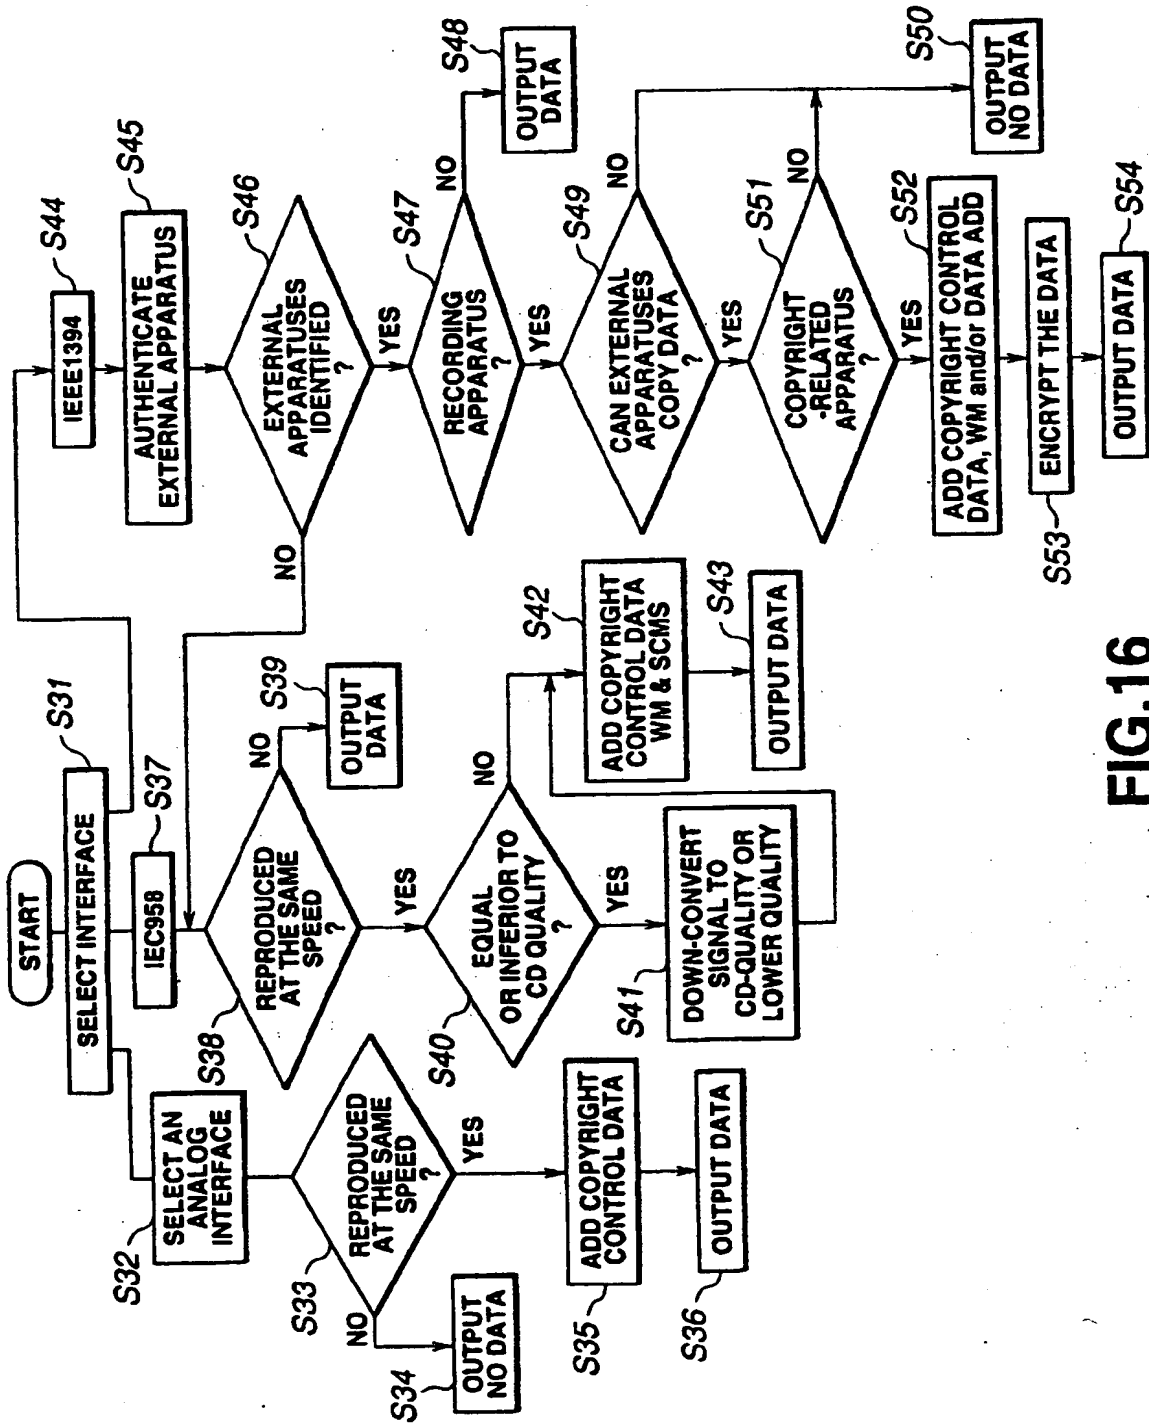 START
SELECT INTERFACE
S31
SELECT AN
ANALOG
INTERFACE
S32
REPRODUCED
AT THE SAME
SPEED
?
S33
NO
OUTPUT
NO DATA
S34
YES
ADD COPYRIGHT
CONTROL DATA
S35
OUTPUT DATA
S36
IEC958
S37
REPRODUCED
AT THE SAME
SPEED
?
S38
NO
OUTPUT
DATA
S39
YES
EQUAL
OR INFERIOR TO
CD QUALITY
?
S40
NO
YES
DOWN-CONVERT
SIGNAL TO
CD-QUALITY OR
LOWER QUALITY
S41
ADD COPYRIGHT
CONTROL DATA
WM & SCMS
S42
OUTPUT DATA
S43
IEEE1394
S44
AUTHENTICATE
EXTERNAL APPARATUS
S45
EXTERNAL
APPARATUSES
IDENTIFIED
?
S46
NO
YES
RECORDING
APPARATUS
?
S47
NO
OUTPUT
DATA
S48
YES
CAN EXTERNAL
APPARATUSES
COPY DATA
?
S49
NO
OUTPUT
NO DATA
S50
YES
COPYRIGHT
-RELATED
APPARATUS
?
S51
NO
YES
ADD COPYRIGHT CONTROL
DATA, WM and/or DATA ADD
S52
ENCRYPT THE DATA
S53
OUTPUT DATA
S54
FIG.16